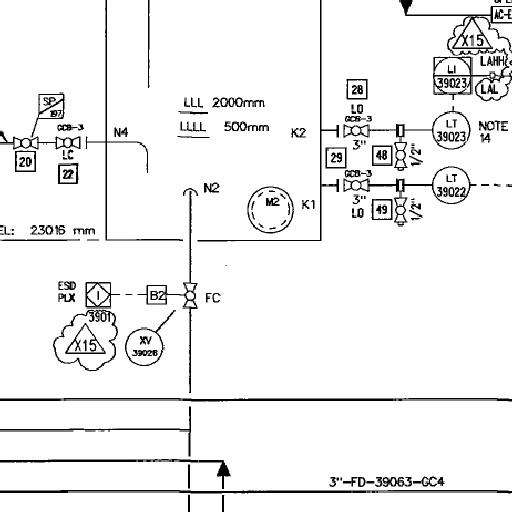 AC-E
X15
LAHH
LI
39023
LAL
28
SP
197
LLL 2000mm
LO
GCB-3
GCB-3
N4
LLLL 500mm
K2
LT
39023
NOTE
14
3"
20
LC
29
48
1/2"
22
GCB-3
LT
39022
N2
M2
K1
3"
LO
49
1/2"
EL: 23016 mm
ESD
PLX
I
B2
FC
3901
X15
XV
39026
3"-FD-39063-GC4